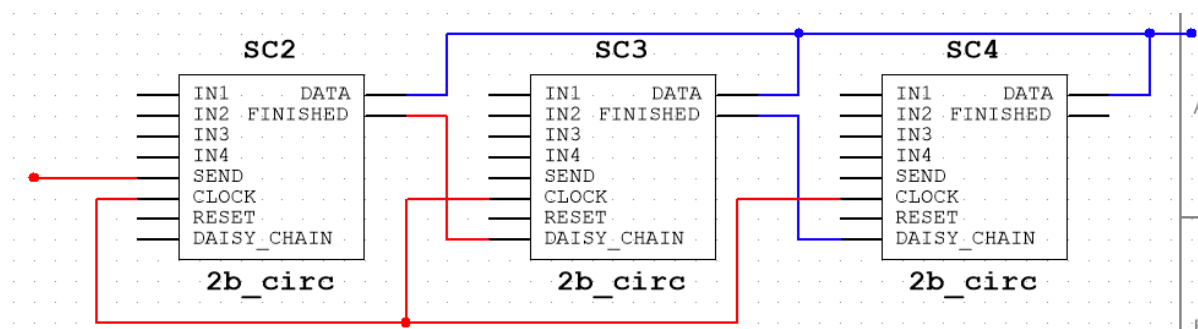 SC2
IN1 DATA
IN2 FINISHED
IN3
IN4
SEND
CLOCK
RESET
DAISY_CHAIN
2b_circ
SC3
IN1 DATA
IN2 FINISHED
IN3
IN4
SEND
CLOCK
RESET
DAISY_CHAIN
2b_circ
SC4
IN1 DATA
IN2 FINISHED
IN3
IN4
SEND
CLOCK
RESET
DAISY_CHAIN
2b_circ